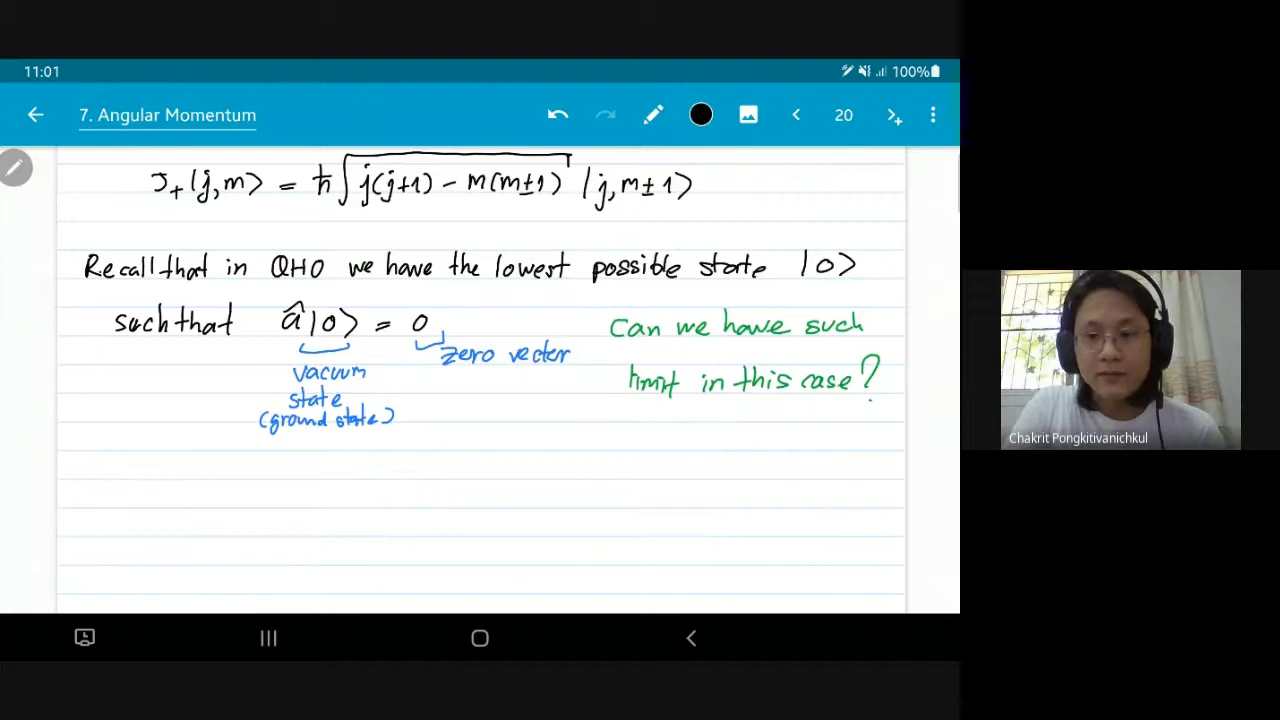 11:01
100%
7. Angular Momentum
20
J₊|j,m⟩ = ħ√(j(j+1) - m(m±1)) |j, m±1⟩
Recall that in QHO we have the lowest possible state |0⟩
such that â|0⟩ = 0
zero vector
vacuum
state
(ground state)
Can we have such
limit in this case?
Chakrit Pongkitivanichkul